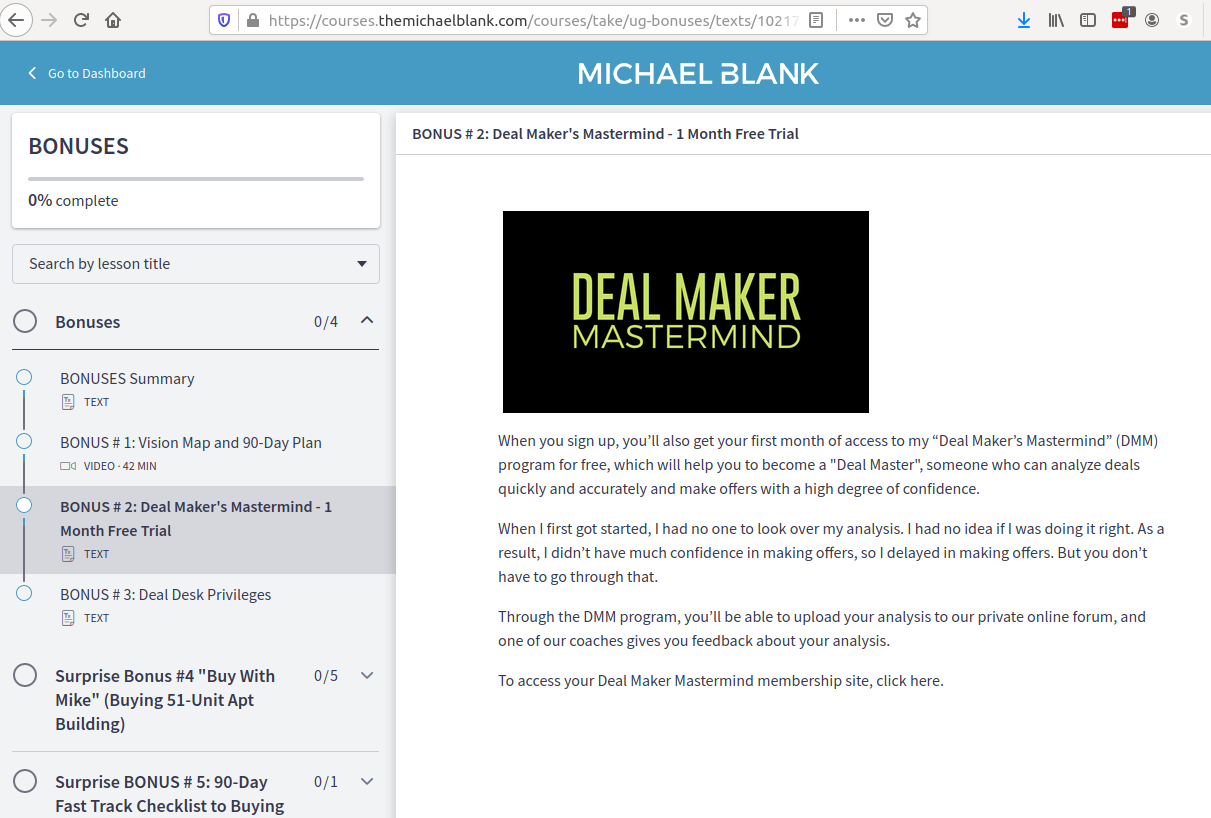 https://courses.themichaelblank.com/courses/take/ug-bonuses/texts/10217
1
S
Go to Dashboard
MICHAEL BLANK
BONUSES
0% complete
Search by lesson title
Bonuses 0/4
BONUSES Summary
TEXT
BONUS # 1: Vision Map and 90-Day Plan
VIDEO · 42 MIN
BONUS # 2: Deal Maker's Mastermind - 1
Month Free Trial
TEXT
BONUS # 3: Deal Desk Privileges
TEXT
Surprise Bonus #4 "Buy With 0/5
Mike" (Buying 51-Unit Apt
Building)
Surprise BONUS # 5: 90-Day 0/1
Fast Track Checklist to Buying
BONUS # 2: Deal Maker's Mastermind - 1 Month Free Trial
DEAL MAKER
MASTERMIND
When you sign up, you’ll also get your first month of access to my “Deal Maker’s Mastermind” (DMM)
program for free, which will help you to become a "Deal Master", someone who can analyze deals
quickly and accurately and make offers with a high degree of confidence.
When I first got started, I had no one to look over my analysis. I had no idea if I was doing it right. As a
result, I didn’t have much confidence in making offers, so I delayed in making offers. But you don’t
have to go through that.
Through the DMM program, you’ll be able to upload your analysis to our private online forum, and
one of our coaches gives you feedback about your analysis.
To access your Deal Maker Mastermind membership site, click here.